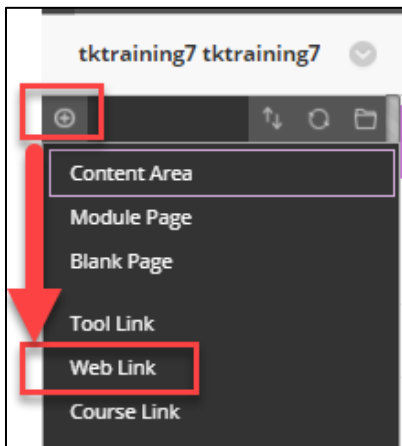 tktraining7 tktraining7
Content Area
Module Page
Blank Page
Tool Link
Web Link
Course Link